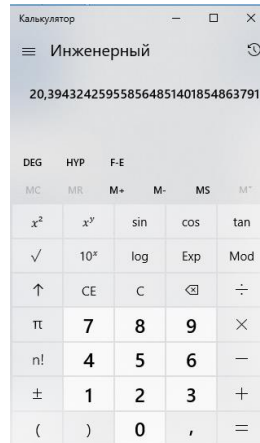 Калькулятор
Инженерный
20,394324259558564851401854863791
DEG HYP F-E
MC MR M+ M- MS M˅
x² xʸ sin cos tan
√ 10ˣ log Exp Mod
↑ CE C ⌫ ÷
π 7 8 9 ×
n! 4 5 6 −
± 1 2 3 +
( ) 0 , =